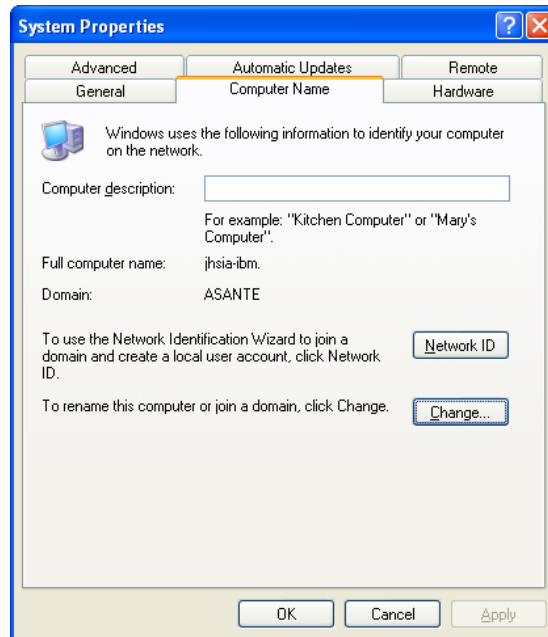 System Properties
Advanced
Automatic Updates
Remote
General
Computer Name
Hardware
Windows uses the following information to identify your computer
on the network.
Computer description:
For example: "Kitchen Computer" or "Mary's
Computer".
Full computer name:
jhsia-ibm.
Domain:
ASANTE
To use the Network Identification Wizard to join a
domain and create a local user account, click Network
ID.
Network ID
To rename this computer or join a domain, click Change.
Change...
OK
Cancel
Apply